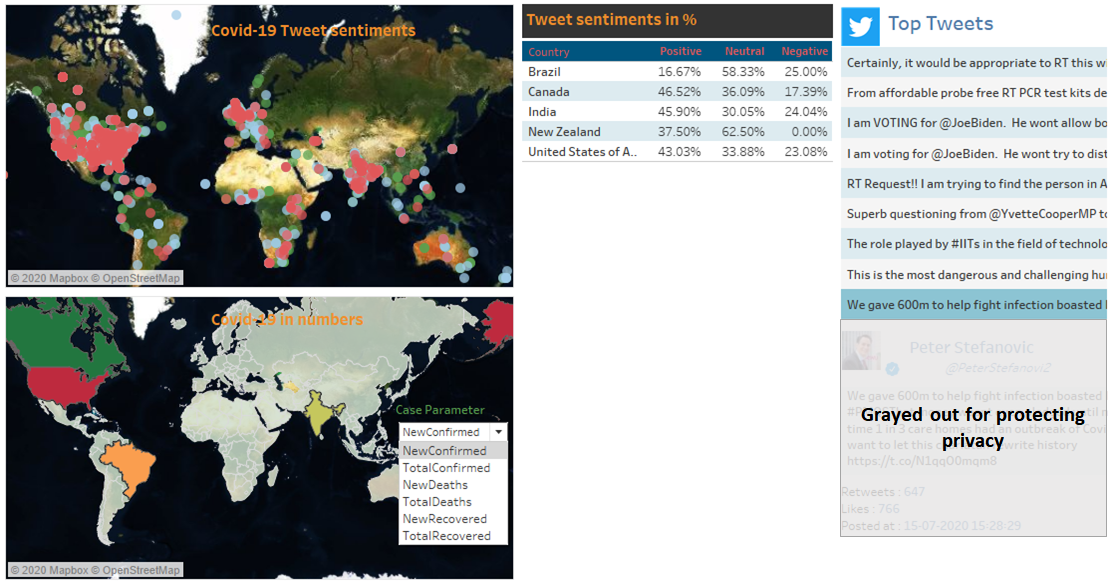 Covid-19 Tweet sentiments
© 2020 Mapbox © OpenStreetMap
Tweet sentiments in %
Country Positive Neutral Negative
Brazil 16.67% 58.33% 25.00%
Canada 46.52% 36.09% 17.39%
India 45.90% 30.05% 24.04%
New Zealand 37.50% 62.50% 0.00%
United States of A.. 43.03% 33.88% 23.08%
Top Tweets
Certainly, it would be appropriate to RT this w
From affordable probe free RT PCR test kits de
I am VOTING for @JoeBiden. He wont allow bo
I am voting for @JoeBiden. He wont try to dist
RT Request!! I am trying to find the person in A
Superb questioning from @YvetteCooperMP to
The role played by #IITs in the field of technolo
This is the most dangerous and challenging hu
We gave 600m to help fight infection boasted
Peter Stefanovic
@PeterStefanovi2
We gave 600m to help fight infection boasted
Grayed out for protecting
privacy
time 1 in 3 care homes had an outbreak of Covi
want to let this
write history
https://t.co/N1qqO0mqm8
Retweets : 647
Likes : 766
Posted at : 15-07-2020 15:28:29
Covid-19 in numbers
Case Parameter
NewConfirmed
NewConfirmed
TotalConfirmed
NewDeaths
TotalDeaths
NewRecovered
TotalRecovered
© 2020 Mapbox © OpenStreetMap